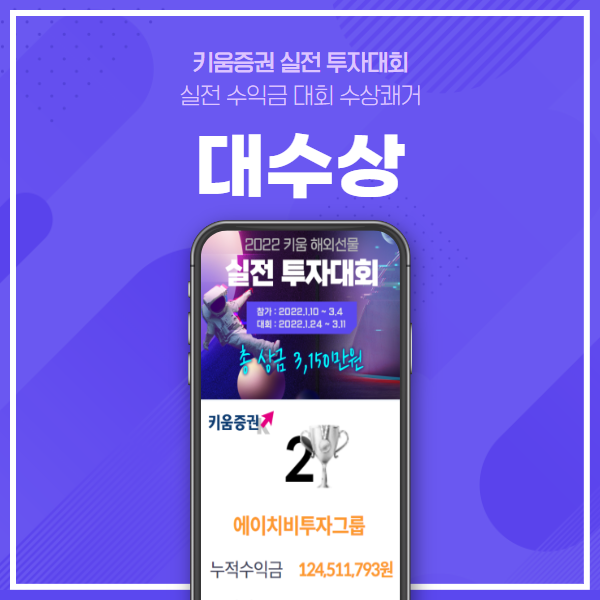 키움증권 실전 투자대회
실전 수익금 대회 수상쾌거
대수상
2022 키움 해외선물
실전 투자대회
참가 : 2022.1.10 ~ 3.4
대회 : 2022.1.24 ~ 3.11
총 상금 3,150만원
키움증권
2
에이치비투자그룹
누적수익금 124,511,793원